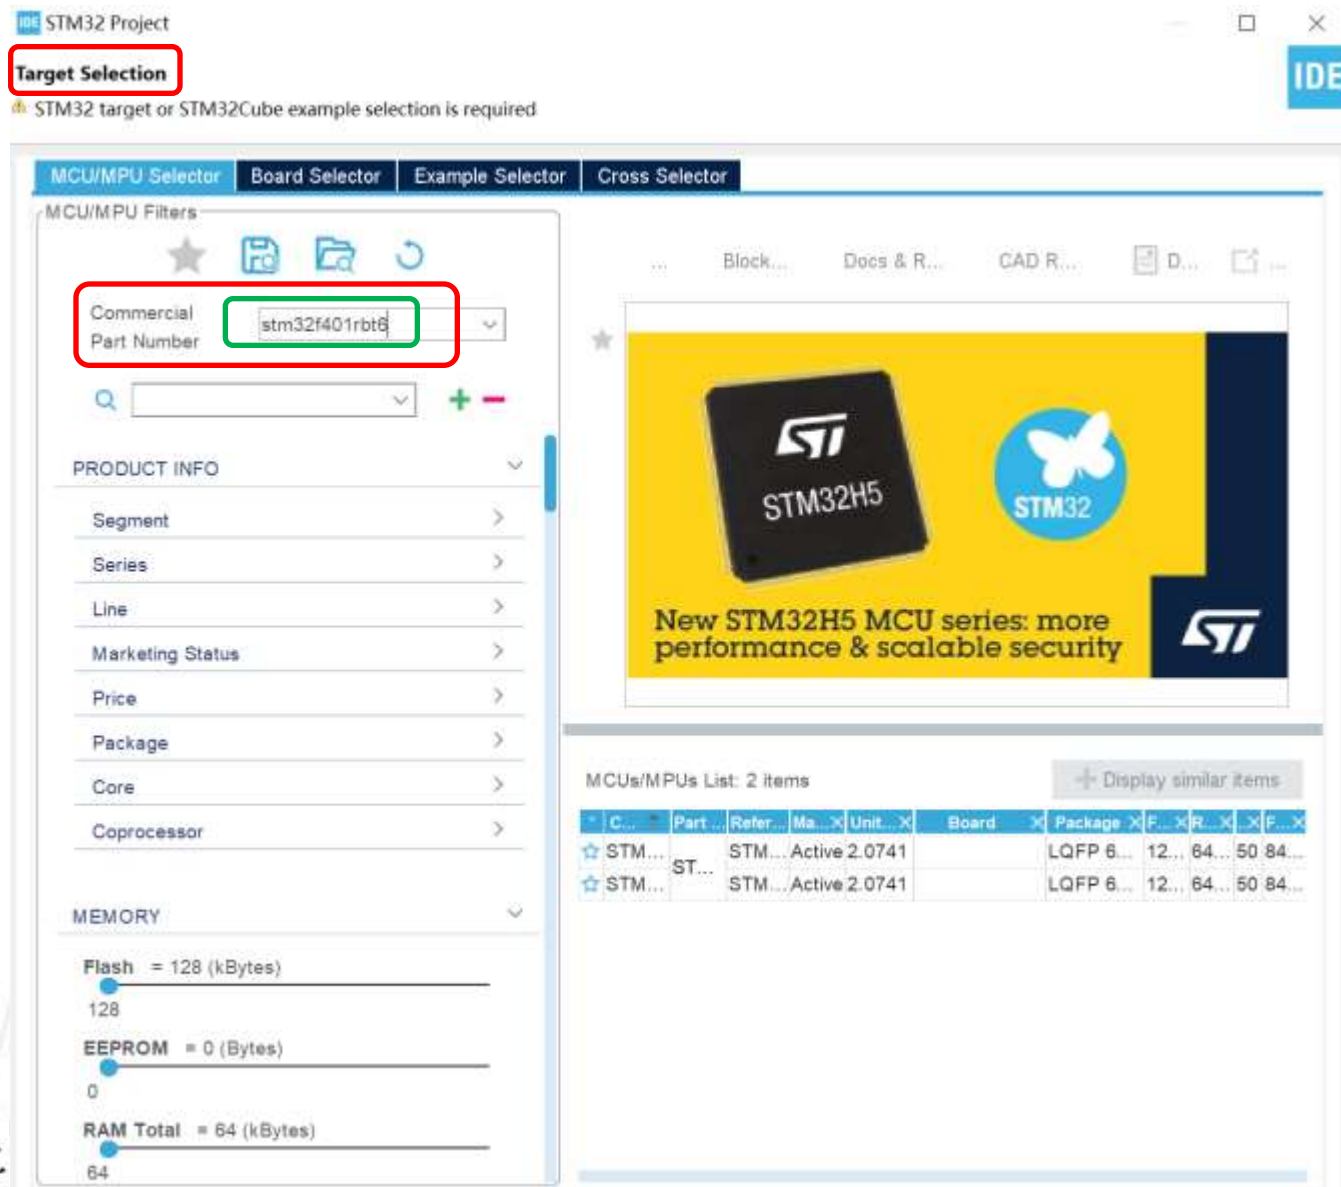 IDE STM32 Project
Target Selection
IDE
STM32 target or STM32Cube example selection is required
MCU/MPU Selector Board Selector Example Selector Cross Selector
MCU/MPU Filters
... Block... Docs & R... CAD R... D... ...
Commercial
Part Number
stm32f401rbt6
PRODUCT INFO
Segment
Series
Line
Marketing Status
Price
Package
Core
Coprocessor
MEMORY
Flash = 128 (kBytes)
128
EEPROM = 0 (Bytes)
0
RAM Total = 64 (kBytes)
64
ST
STM32H5
STM32
New STM32H5 MCU series: more
performance & scalable security
ST
MCUs/MPUs List: 2 items
+ Display similar items
* C... Part ... Refer... Ma... X Unit... X Board X Package X F... X R... X ... X F... X
STM... ST... STM... Active 2.0741 LQFP 6... 12... 64... 50 84...
STM... STM... Active 2.0741 LQFP 6... 12... 64... 50 84...